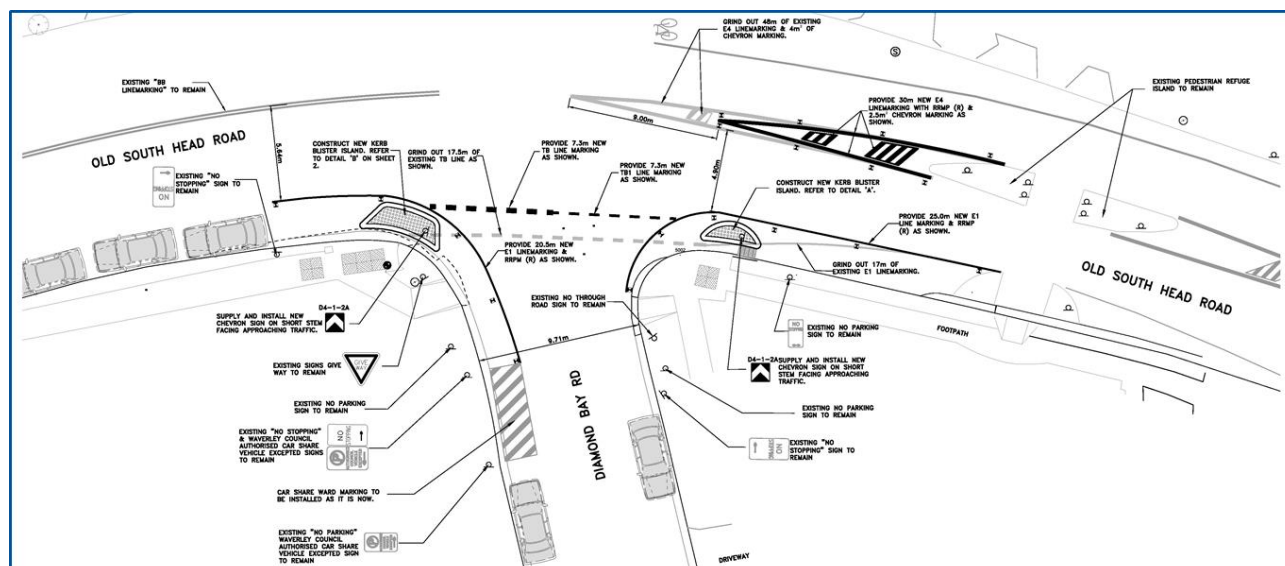 GRIND OUT 48m OF EXISTING
E4 LINEMARKING & 4m² OF
CHEVRON MARKING.
EXISTING "BB
LINEMARKING" TO REMAIN
OLD SOUTH HEAD ROAD
5.64m
EXISTING "NO
STOPPING" SIGN TO
REMAIN
STOPPING
NO
CONSTRUCT NEW KERB
BLISTER ISLAND. REFER
TO DETAIL 'B' ON SHEET
2.
GRIND OUT 17.5m OF
EXISTING TB LINE AS
SHOWN.
PROVIDE 7.3m NEW
TB LINE MARKING
AS SHOWN.
PROVIDE 7.3m NEW
TB1 LINE MARKING
AS SHOWN.
9.00m
4.90m
PROVIDE 30m NEW E4
LINEMARKING WITH RRMP (R) &
2.5m² CHEVRON MARKING AS
SHOWN.
EXISTING PEDESTRIAN REFUGE
ISLAND TO REMAIN
S
CONSTRUCT NEW KERB BLISTER
ISLAND. REFER TO DETAIL 'A'.
PROVIDE 25.0m NEW E1
LINE MARKING & RRMP
(R) AS SHOWN.
GRIND OUT 17m OF
EXISTING E1 LINEMARKING.
OLD SOUTH HEAD ROAD
FOOTPATH
PROVIDE 20.5m NEW
E1 LINEMARKING &
RRPM (R) AS SHOWN.
EXISTING NO THROUGH
ROAD SIGN TO REMAIN
D4-1-2A
SUPPLY AND INSTALL NEW
CHEVRON SIGN ON SHORT STEM
FACING APPROACHING TRAFFIC.
EXISTING SIGNS GIVE
WAY TO REMAIN
GIVE
WAY
9.71m
NO
EXISTING NO PARKING
SIGN TO REMAIN
D4-1-2A
SUPPLY AND INSTALL NEW
CHEVRON SIGN ON SHORT
STEM FACING APPROACHING
TRAFFIC.
EXISTING NO PARKING
SIGN TO REMAIN
EXISTING NO PARKING
SIGN TO REMAIN
EXISTING "NO STOPPING"
& WAVERLEY COUNCIL
AUTHORISED CAR SHARE
VEHICLE EXCEPTED SIGNS
TO REMAIN
NO
STOPPING
EXISTING "NO
STOPPING" SIGN TO
REMAIN
STOPPING
NO
DIAMOND BAY RD
CAR SHARE WARD MARKING TO
BE INSTALLED AS IT IS NOW.
EXISTING "NO PARKING"
WAVERLEY COUNCIL
AUTHORISED CAR SHARE
VEHICLE EXCEPTED SIGN
TO REMAIN
DRIVEWAY